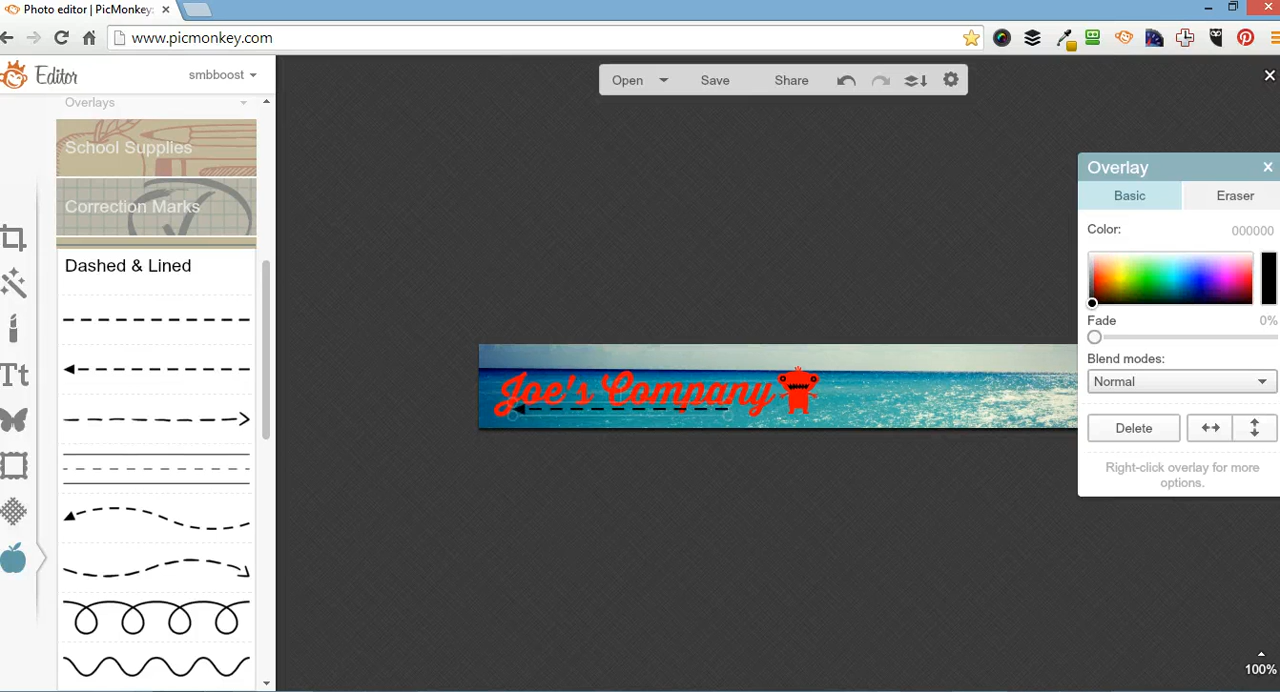 Photo editor | PicMonkey:
www.picmonkey.com
Editor
smbboost
Open
Save
Share
Overlays
School Supplies
Correction Marks
Dashed & Lined
Joe's Company
Overlay
Basic
Eraser
Color:
000000
Fade
0%
Blend modes:
Normal
Delete
Right-click overlay for more
options.
Tt
100%